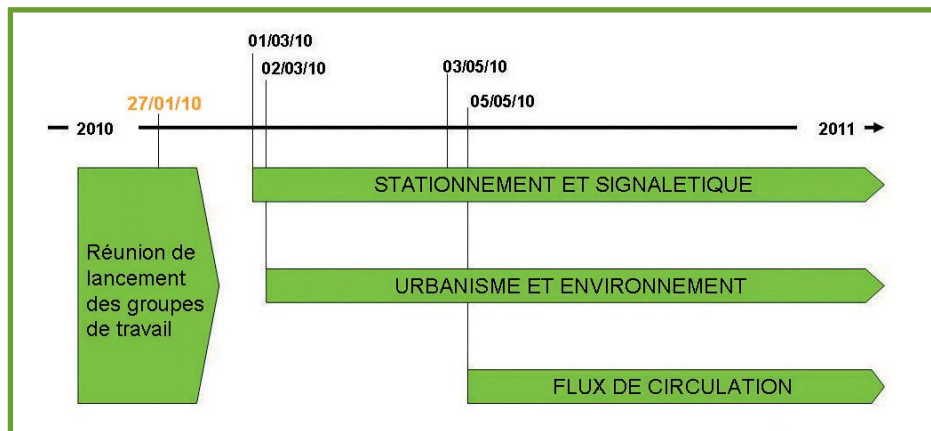 01/03/10
02/03/10
03/05/10
05/05/10
27/01/10
2010
2011
STATIONNEMENT ET SIGNALETIQUE
Réunion de
lancement
des groupes
de travail
URBANISME ET ENVIRONNEMENT
FLUX DE CIRCULATION